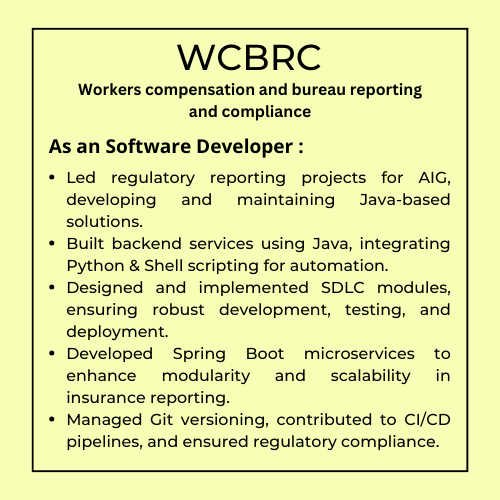 WCBRC
Workers compensation and bureau reporting
and compliance
As an Software Developer :
• Led regulatory reporting projects for AIG,
developing and maintaining Java-based
solutions.
• Built backend services using Java, integrating
Python & Shell scripting for automation.
• Designed and implemented SDLC modules,
ensuring robust development, testing, and
deployment.
• Developed Spring Boot microservices to
enhance modularity and scalability in
insurance reporting.
• Managed Git versioning, contributed to CI/CD
pipelines, and ensured regulatory compliance.